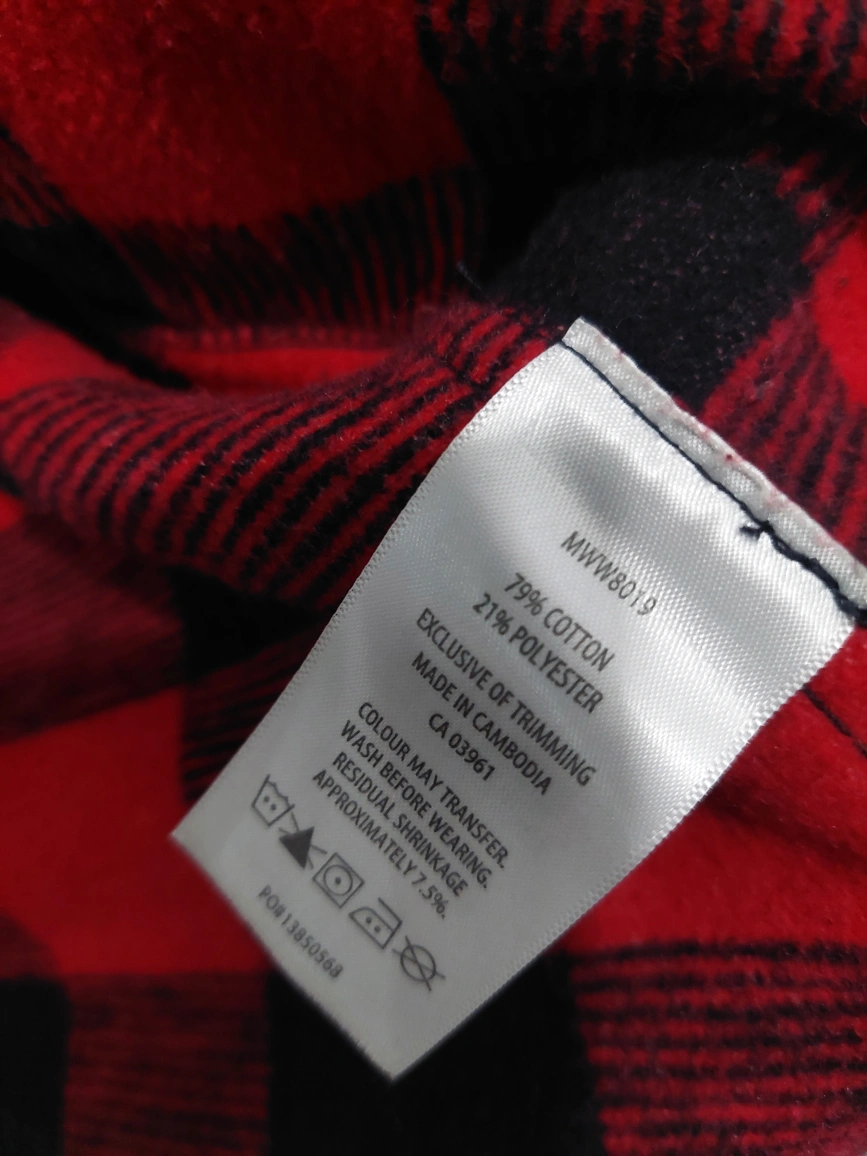 MWW8019
79% COTTON
21% POLYESTER
EXCLUSIVE OF TRIMMING
MADE IN CAMBODIA
CA 03961
COLOUR MAY TRANSFER.
WASH BEFORE WEARING.
RESIDUAL SHRINKAGE
APPROXIMATELY 7.5%.
PO#13850568